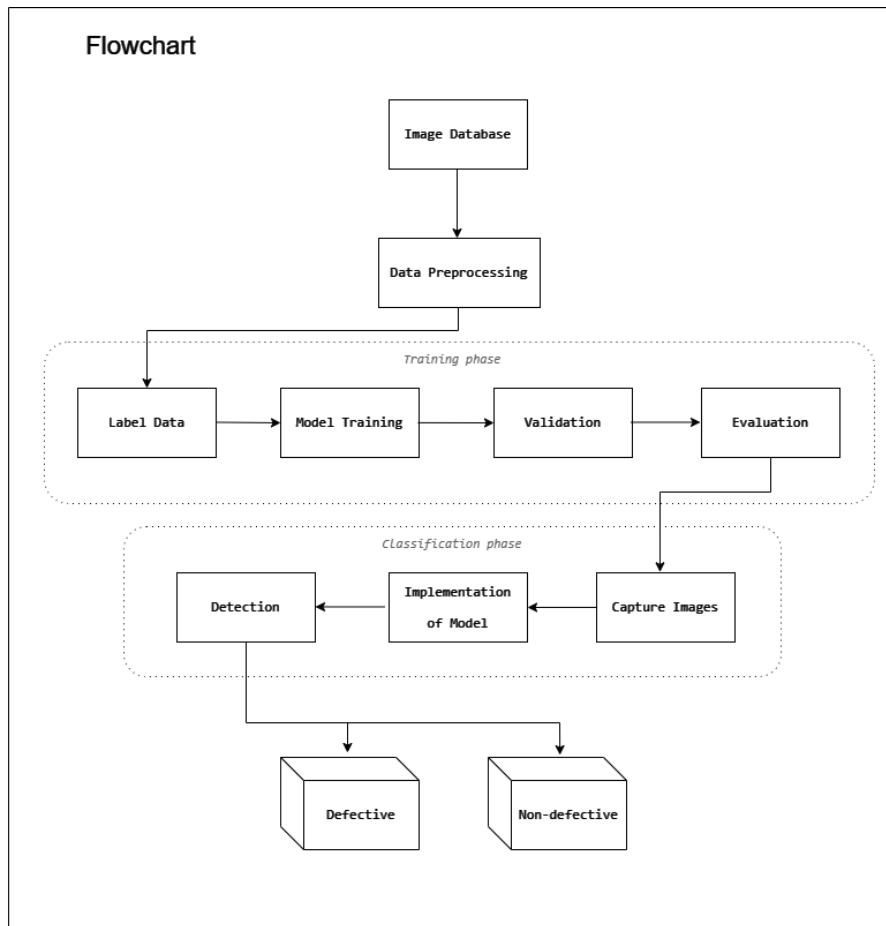 Flowchart
Image Database
Data Preprocessing
Training phase
Label Data
Model Training
Validation
Evaluation
Classification phase
Detection
Implementation
of Model
Capture Images
Defective
Non-defective